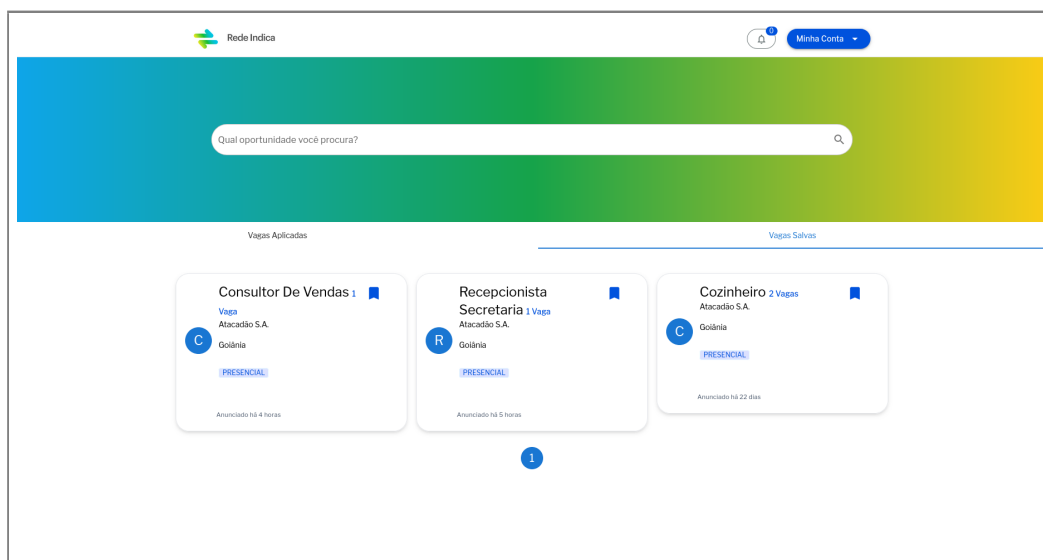 Rede Indica
0
Minha Conta
Qual oportunidade você procura?
Vagas Aplicadas
Vagas Salvas
Consultor De Vendas 1
Vaga
Atacadão S.A.
C
Goiânia
PRESENCIAL
Anunciado há 4 horas
Recepcionista
Secretaria 1 Vaga
Atacadão S.A.
R
Goiânia
PRESENCIAL
Anunciado há 5 horas
Cozinheiro 2 Vagas
Atacadão S.A.
C
Goiânia
PRESENCIAL
Anunciado há 22 dias
1